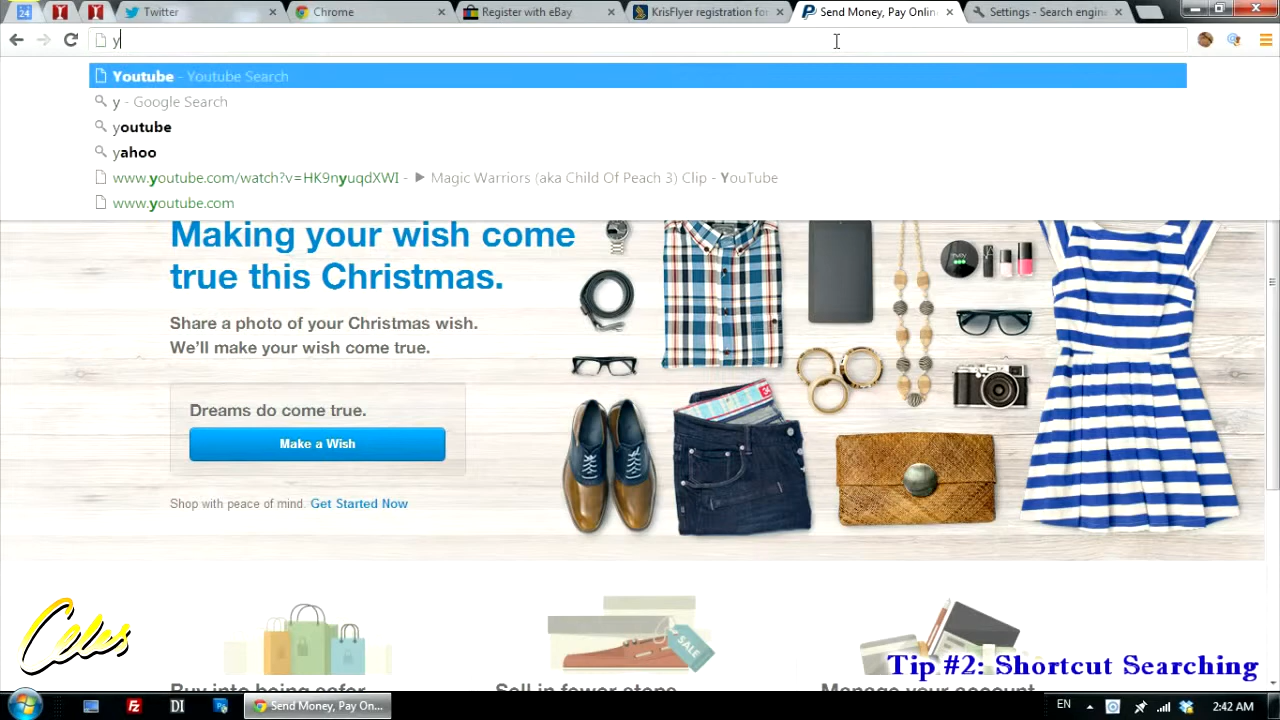 24
Twitter
Chrome
Register with eBay
KrisFlyer registration for
Send Money, Pay Onlin
Settings - Search engin
y
Youtube - Youtube Search
y - Google Search
youtube
yahoo
www.youtube.com/watch?v=HK9nyuqdXWI - ► Magic Warriors (aka Child Of Peach 3) Clip - YouTube
www.youtube.com
Making your wish come
true this Christmas.
Share a photo of your Christmas wish.
We'll make your wish come true.
Dreams do come true.
Make a Wish
Shop with peace of mind. Get Started Now
SALE
Celes
Tip #2: Shortcut Searching
Buy into being safer
Sell in fewer steps
Manage your account
Send Money, Pay On...
EN
2:42 AM